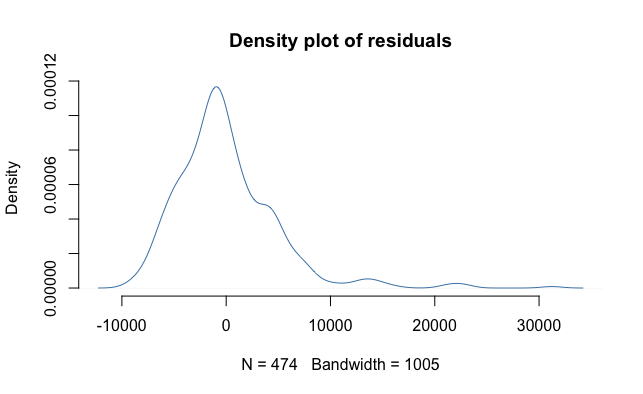 Density plot of residuals
Density
0.00012
0.00006
0.00000
-10000 0 10000 20000 30000
N = 474 Bandwidth = 1005